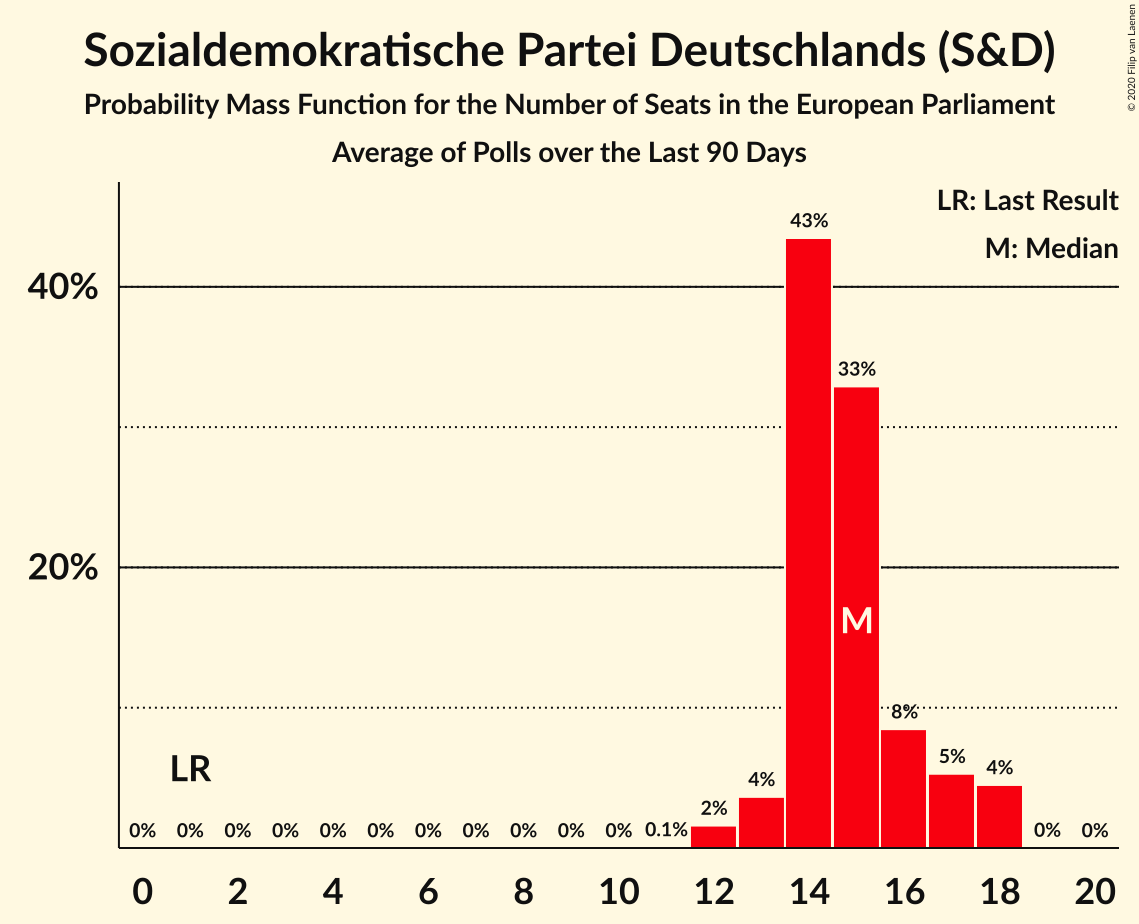 Sozialdemokratische Partei Deutschlands (S&D)
Probability Mass Function for the Number of Seats in the European Parliament
Average of Polls over the Last 90 Days
© 2020 Filip van Laenen
LR: Last Result
M: Median
43%
40%
33%
20%
M
8%
5%
4%
LR
4%
2%
0% 0% 0% 0% 0% 0% 0% 0% 0% 0% 0% 0.1% 0% 0%
0 2 4 6 8 10 12 14 16 18 20